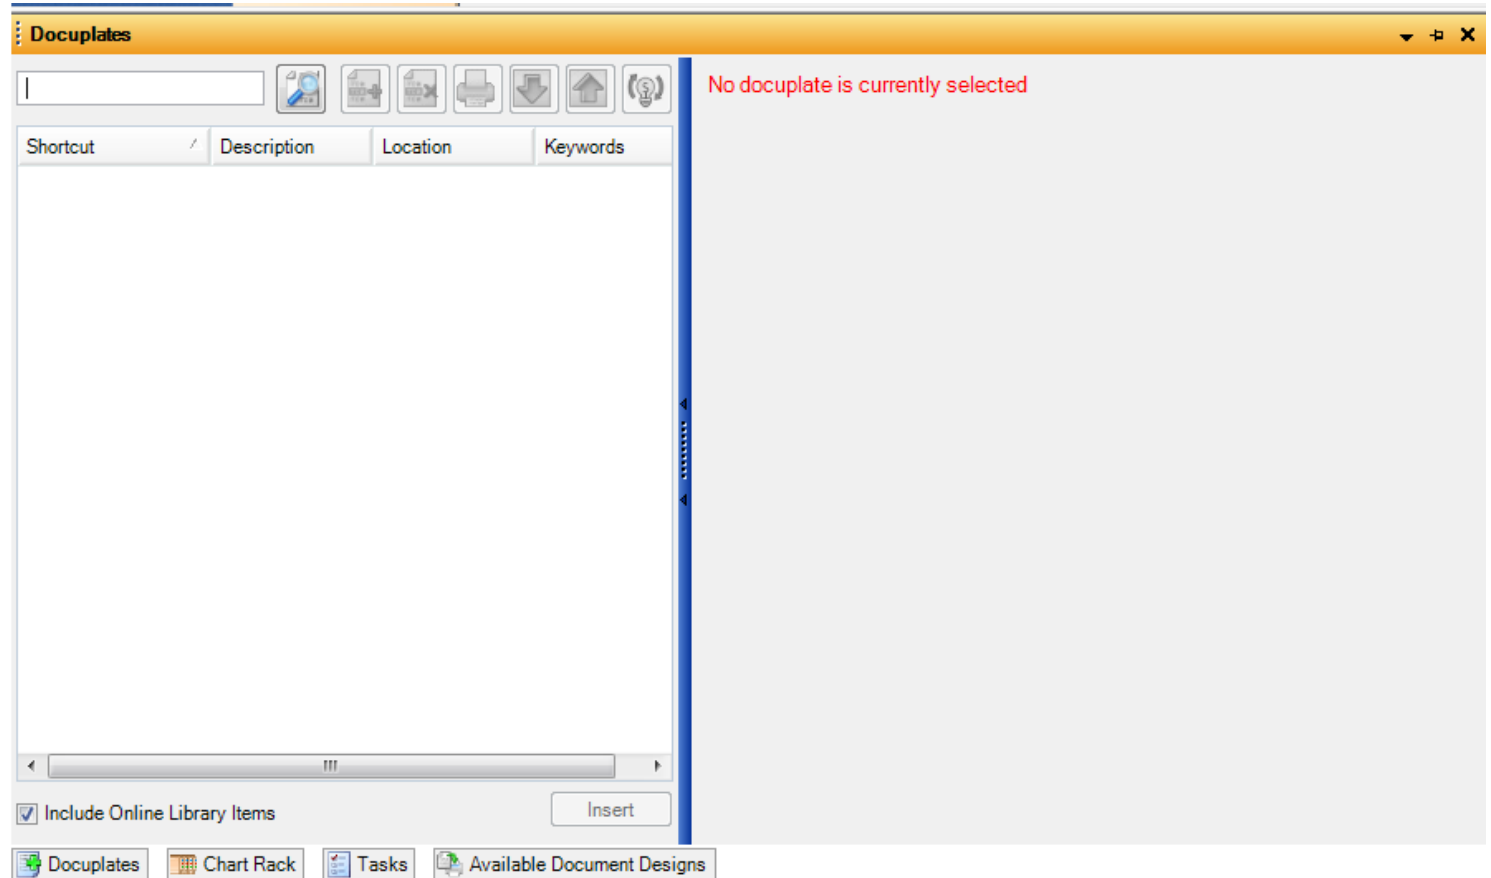 Docuplates
No docuplate is currently selected
Shortcut Description Location Keywords
Include Online Library Items Insert
Docuplates Chart Rack Tasks Available Document Designs